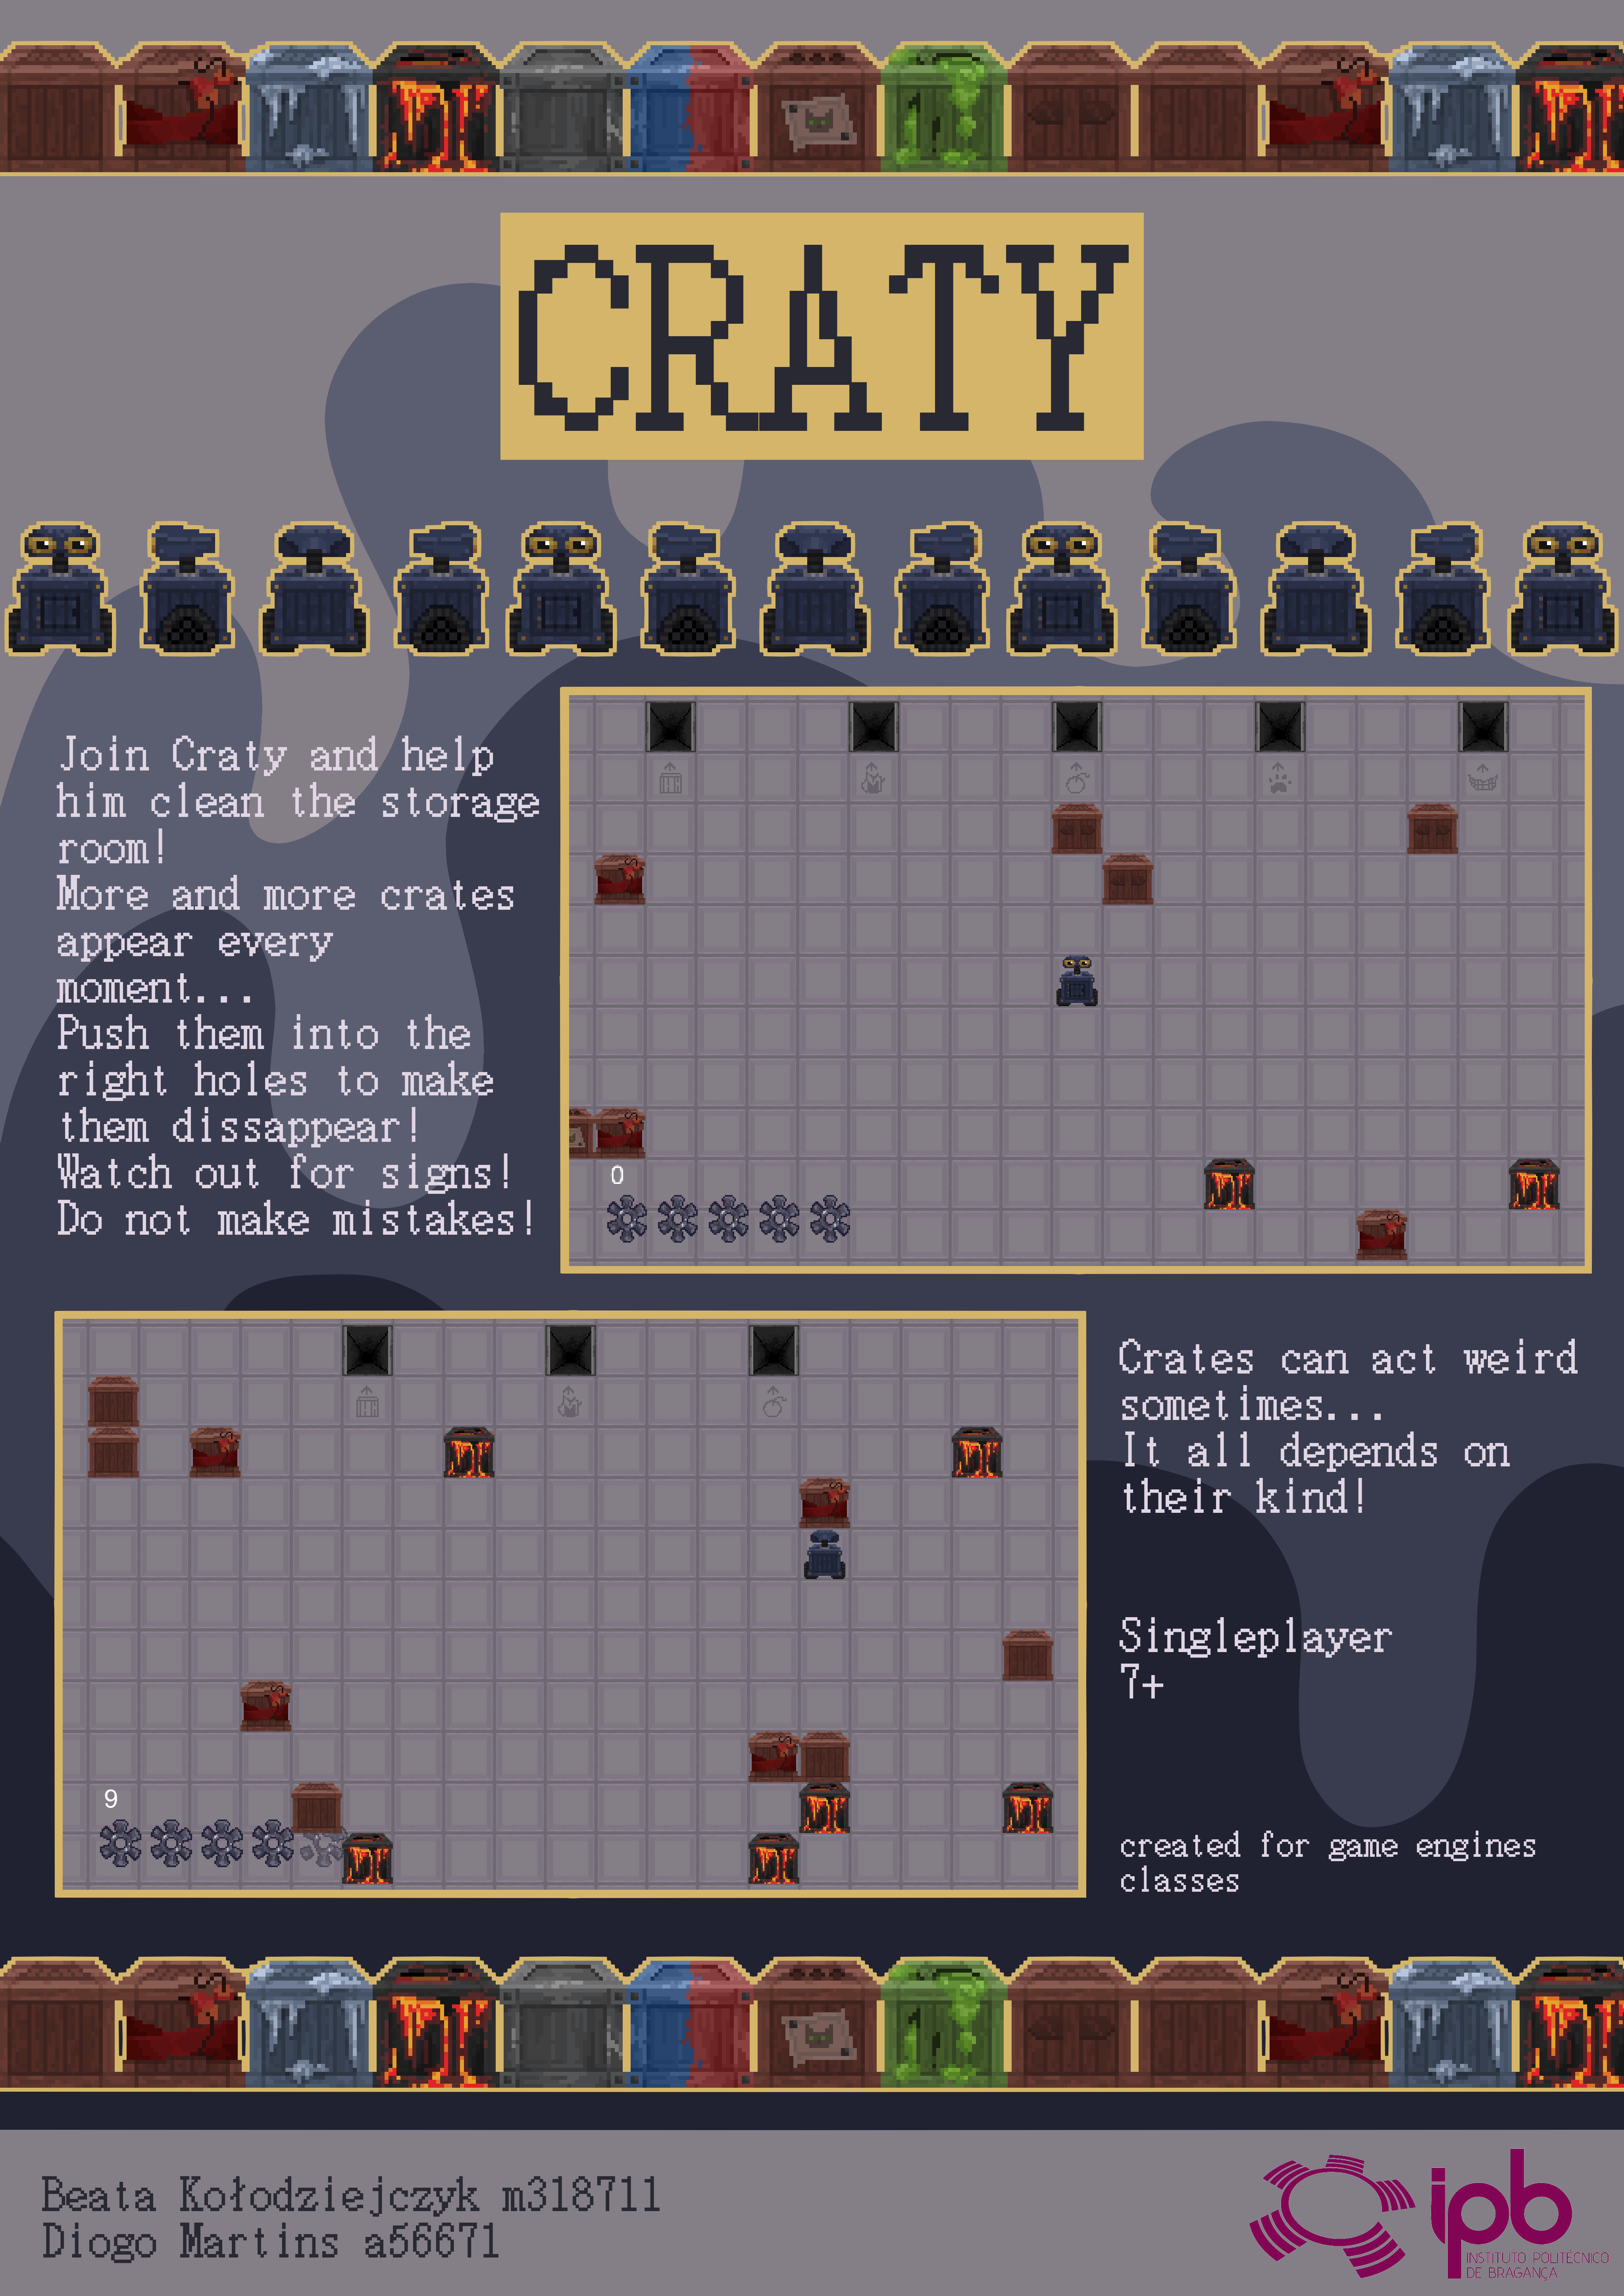 CRATY
Join Craty and help
him clean the storage
room!
More and more crates
appear every
moment...
Push them into the
right holes to make
them dissappear!
Watch out for signs!
Do not make mistakes!
0
Crates can act weird
sometimes...
It all depends on
their kind!
Singleplayer
7+
9
created for game engines
classes
Beata Kołodziejczyk m318711
Diogo Martins a56671
ipb
INSTITUTO POLITÉCNICO
DE BRAGANÇA